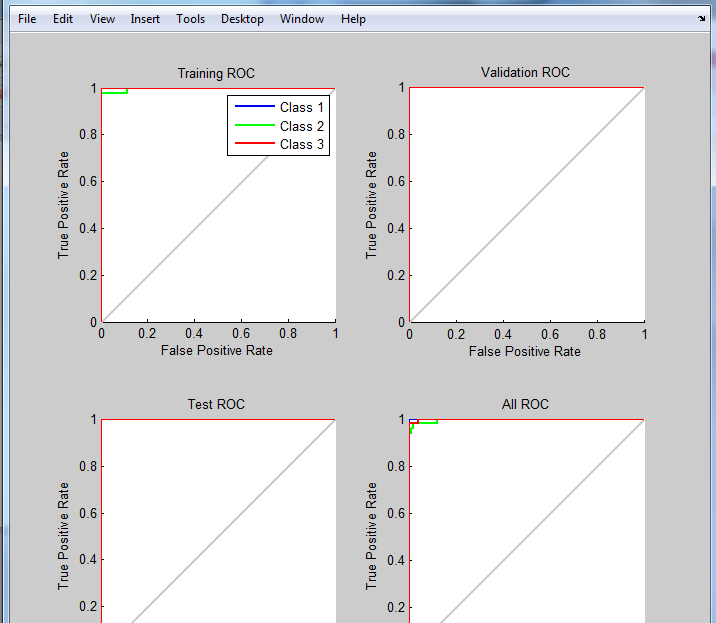 File Edit View Insert Tools Desktop Window Help
Training ROC
1
0.8
0.6
0.4
0.2
0
True Positive Rate
Class 1
Class 2
Class 3
0 0.2 0.4 0.6 0.8 1
False Positive Rate
Validation ROC
1
0.8
0.6
0.4
0.2
0
True Positive Rate
0 0.2 0.4 0.6 0.8 1
False Positive Rate
Test ROC
1
0.8
0.6
0.4
0.2
True Positive Rate
All ROC
1
0.8
0.6
0.4
0.2
True Positive Rate